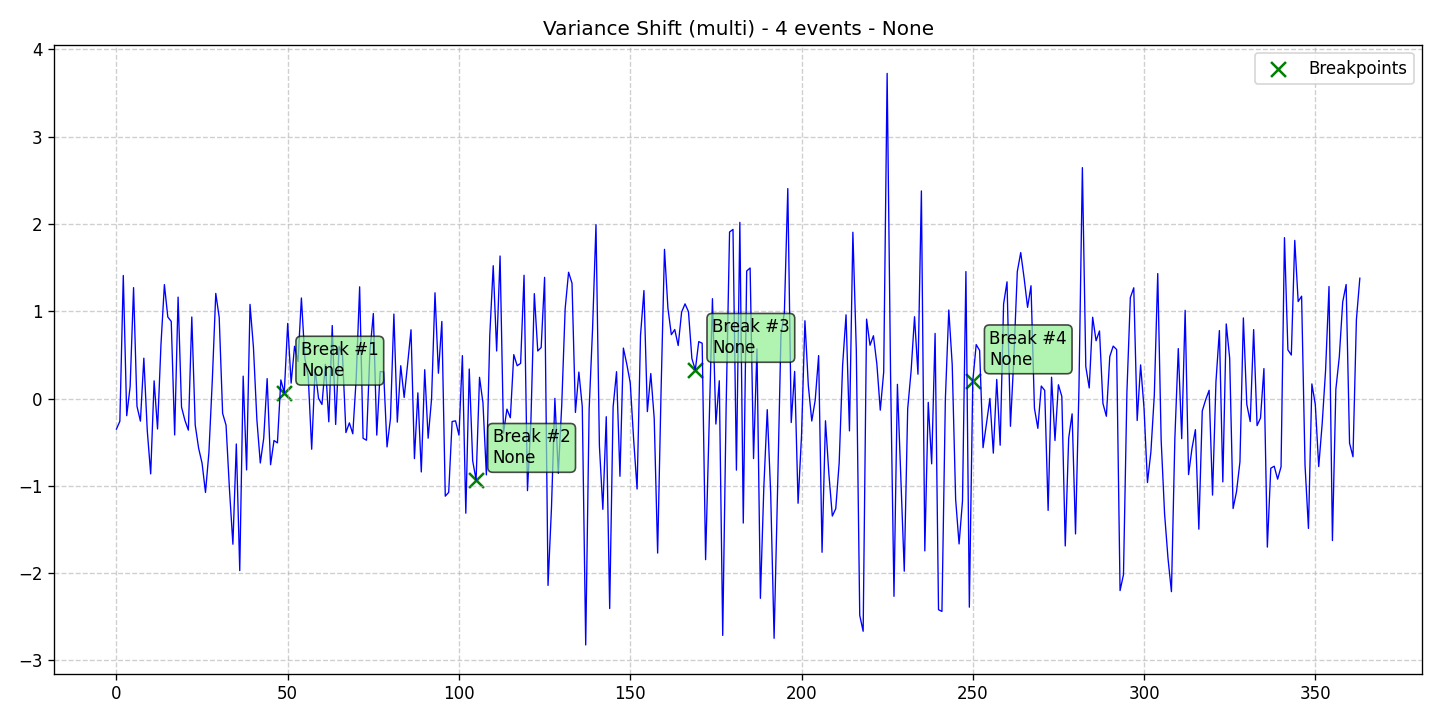 Variance Shift (multi) - 4 events - None
Breakpoints
4
3
2
1
0
−1
−2
−3
Break #1
None
Break #2
None
Break #3
None
Break #4
None
0
50
100
150
200
250
300
350